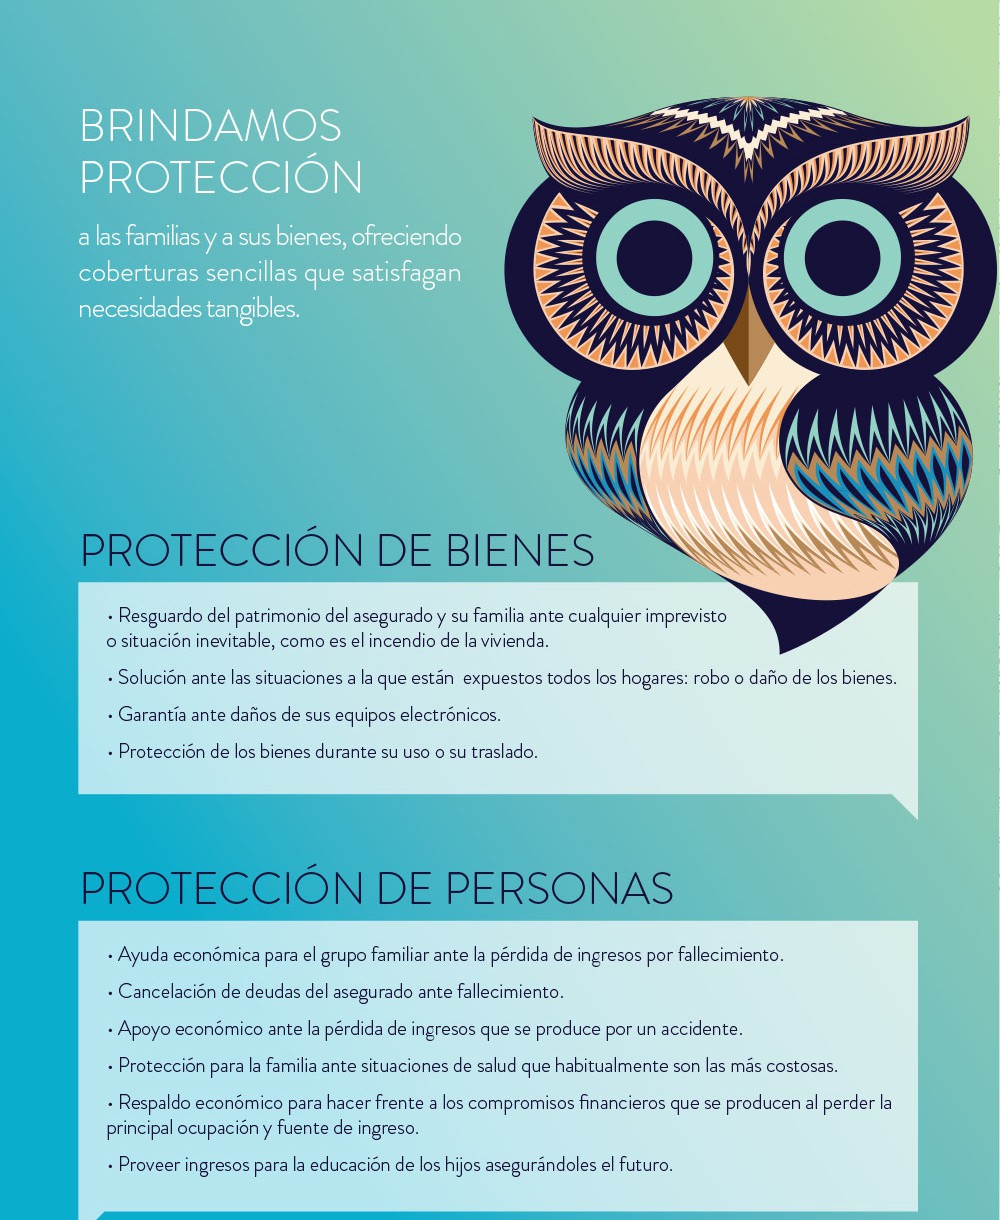 BRINDAMOS
PROTECCIÓN
a las familias y a sus bienes, ofreciendo
coberturas sencillas que satisfagan
necesidades tangibles.
PROTECCIÓN DE BIENES
• Resguardo del patrimonio del asegurado y su familia ante cualquier imprevisto
o situación inevitable, como es el incendio de la vivienda.
• Solución ante las situaciones a la que están expuestos todos los hogares: robo o daño de los bienes.
• Garantía ante daños de sus equipos electrónicos.
• Protección de los bienes durante su uso o su traslado.
PROTECCIÓN DE PERSONAS
• Ayuda económica para el grupo familiar ante la pérdida de ingresos por fallecimiento.
• Cancelación de deudas del asegurado ante fallecimiento.
• Apoyo económico ante la pérdida de ingresos que se produce por un accidente.
• Protección para la familia ante situaciones de salud que habitualmente son las más costosas.
• Respaldo económico para hacer frente a los compromisos financieros que se producen al perder la
principal ocupación y fuente de ingreso.
• Proveer ingresos para la educación de los hijos asegurándoles el futuro.